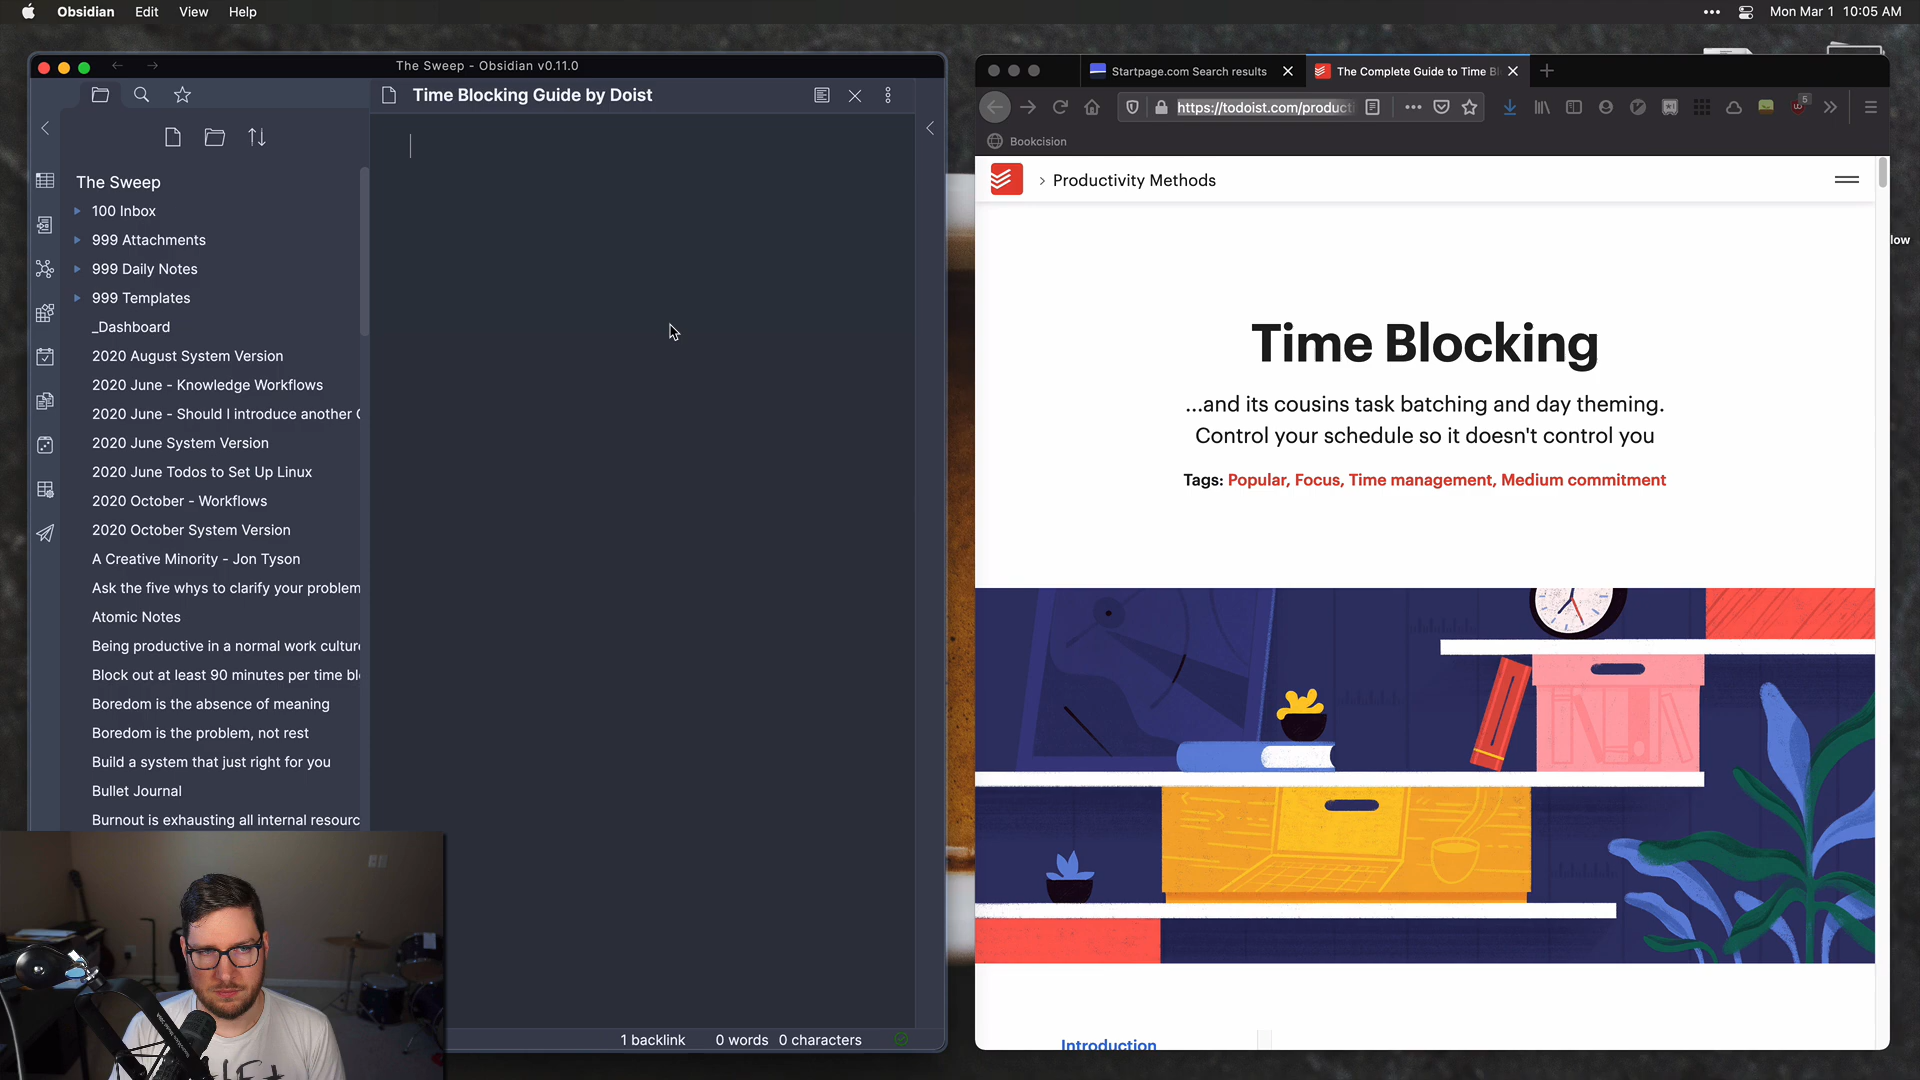 Obsidian Edit View Help
Mon Mar 1 10:05 AM
The Sweep - Obsidian v0.11.0
Time Blocking Guide by Doist
The Sweep
100 Inbox
999 Attachments
999 Daily Notes
999 Templates
_Dashboard
2020 August System Version
2020 June - Knowledge Workflows
2020 June - Should I introduce another
2020 June System Version
2020 June Todos to Set Up Linux
2020 October - Workflows
2020 October System Version
A Creative Minority - Jon Tyson
Ask the five whys to clarify your problem
Atomic Notes
Being productive in a normal work culture
Block out at least 90 minutes per time bl
Boredom is the absence of meaning
Boredom is the problem, not rest
Build a system that just right for you
Bullet Journal
Burnout is exhausting all internal resourc
1 backlink 0 words 0 characters
Startpage.com Search results
The Complete Guide to Time Bl
https://todoist.com/product
5
Bookcision
> Productivity Methods
Time Blocking
...and its cousins task batching and day theming.
Control your schedule so it doesn't control you
Tags: Popular, Focus, Time management, Medium commitment
Introduction
low